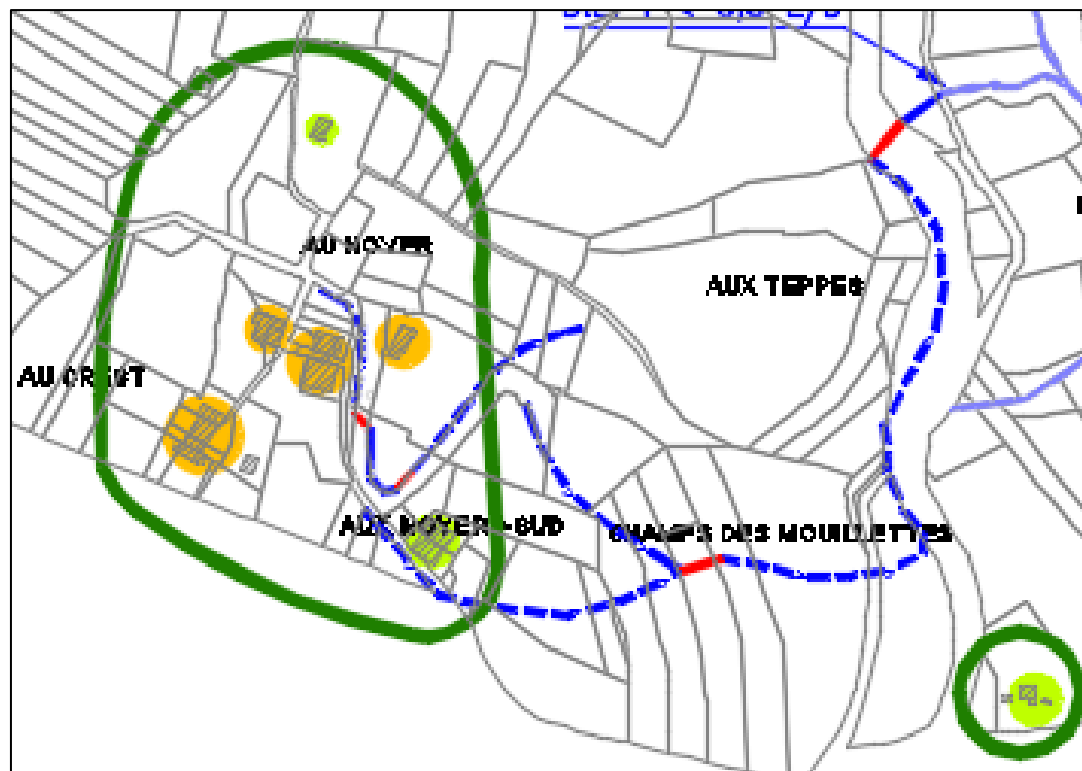 AU NOYER
AUX TEPPES
AU CREST
AUX NOYERS-SUD
CHAMPS DES MOUILLETTES